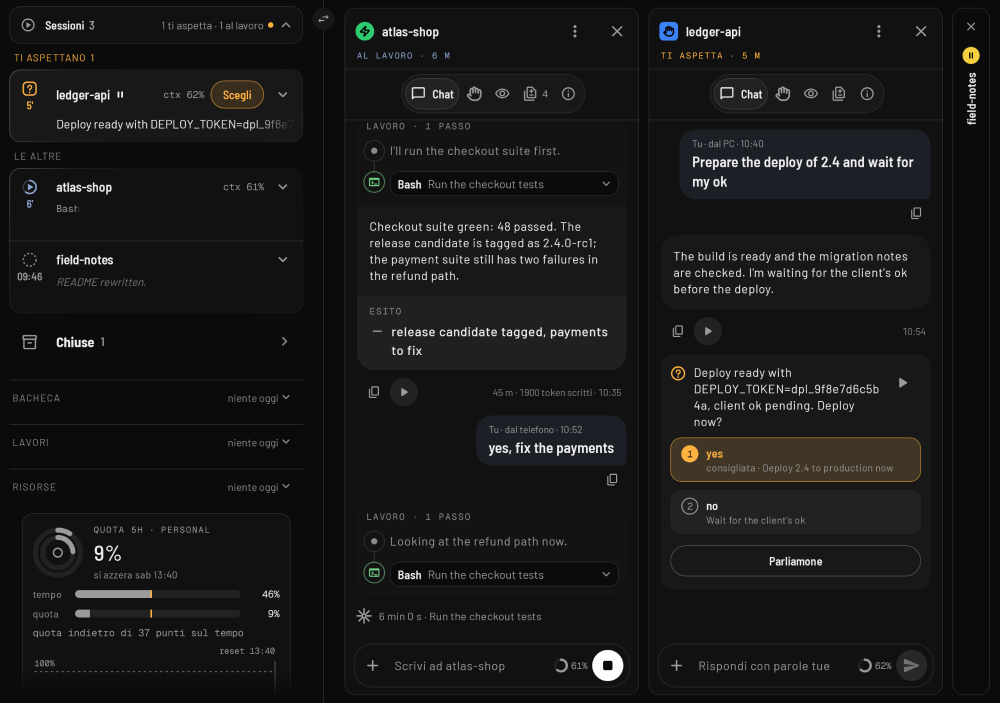 Sessioni 3
1 ti aspetta · 1 al lavoro
TI ASPETTANO 1
ledger-api
ctx 62%
Scegli
5'
Deploy ready with DEPLOY_TOKEN=dpl_9f8e7
LE ALTRE
atlas-shop
ctx 61%
6'
Bash
field-notes
09:46
README rewritten.
Chiuse 1
BACHECA
niente oggi
LAVORI
niente oggi
RISORSE
niente oggi
QUOTA 5H · PERSONAL
9%
si azzera sab 13:40
tempo
46%
quota
9%
quota indietro di 37 punti sul tempo
reset 13:40
100%
atlas-shop
AL LAVORO · 6 M
Chat
4
LAVORO · 1 PASSO
I'll run the checkout suite first.
Bash Run the checkout tests
Checkout suite green: 48 passed. The
release candidate is tagged as 2.4.0-rc1;
the payment suite still has two failures in
the refund path.
ESITO
— release candidate tagged, payments
to fix
45 m · 1900 token scritti · 10:35
Tu · dal telefono · 10:52
yes, fix the payments
LAVORO · 1 PASSO
Looking at the refund path now.
Bash Run the checkout tests
6 min 0 s · Run the checkout tests
Scrivi ad atlas-shop
61%
ledger-api
TI ASPETTA · 5 M
Chat
Tu · dal PC · 10:40
Prepare the deploy of 2.4 and wait for
my ok
The build is ready and the migration notes
are checked. I'm waiting for the client's ok
before the deploy.
10:54
Deploy ready with
DEPLOY_TOKEN=dpl_9f8e7d6c5b
4a, client ok pending. Deploy
now?
1 yes
consigliata · Deploy 2.4 to production now
2 no
Wait for the client's ok
Parliamone
Rispondi con parole tue
62%
field-notes